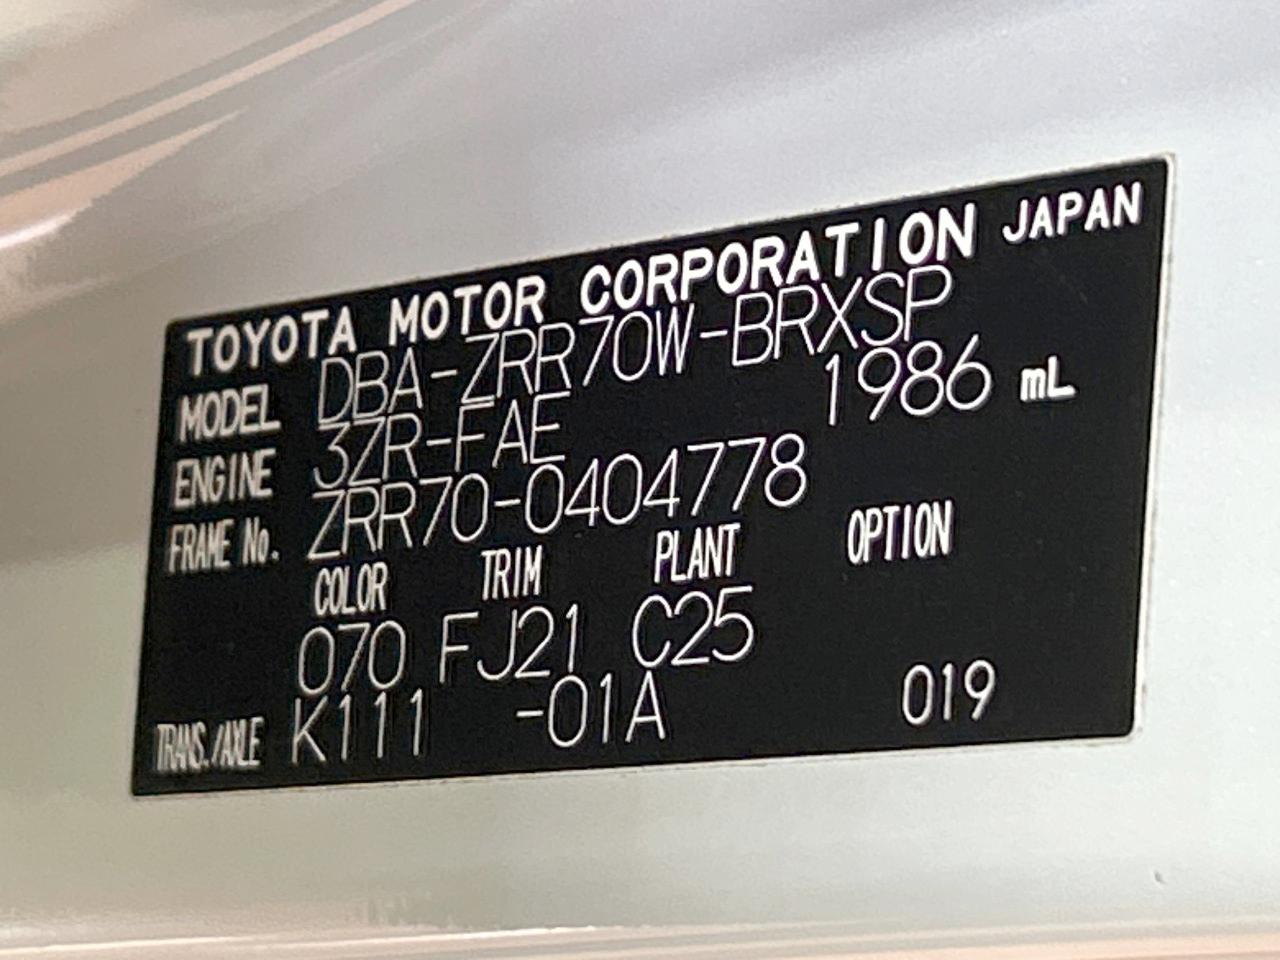 TOYOTA MOTOR CORPORATION JAPAN
MODEL DBA-ZRR70W-BRXSP
ENGINE 3ZR-FAE 1986 mL
FRAME No. ZRR70-0404778
COLOR TRIM PLANT OPTION
070 FJ21 C25
TRANS./AXLE K111 -01A 019